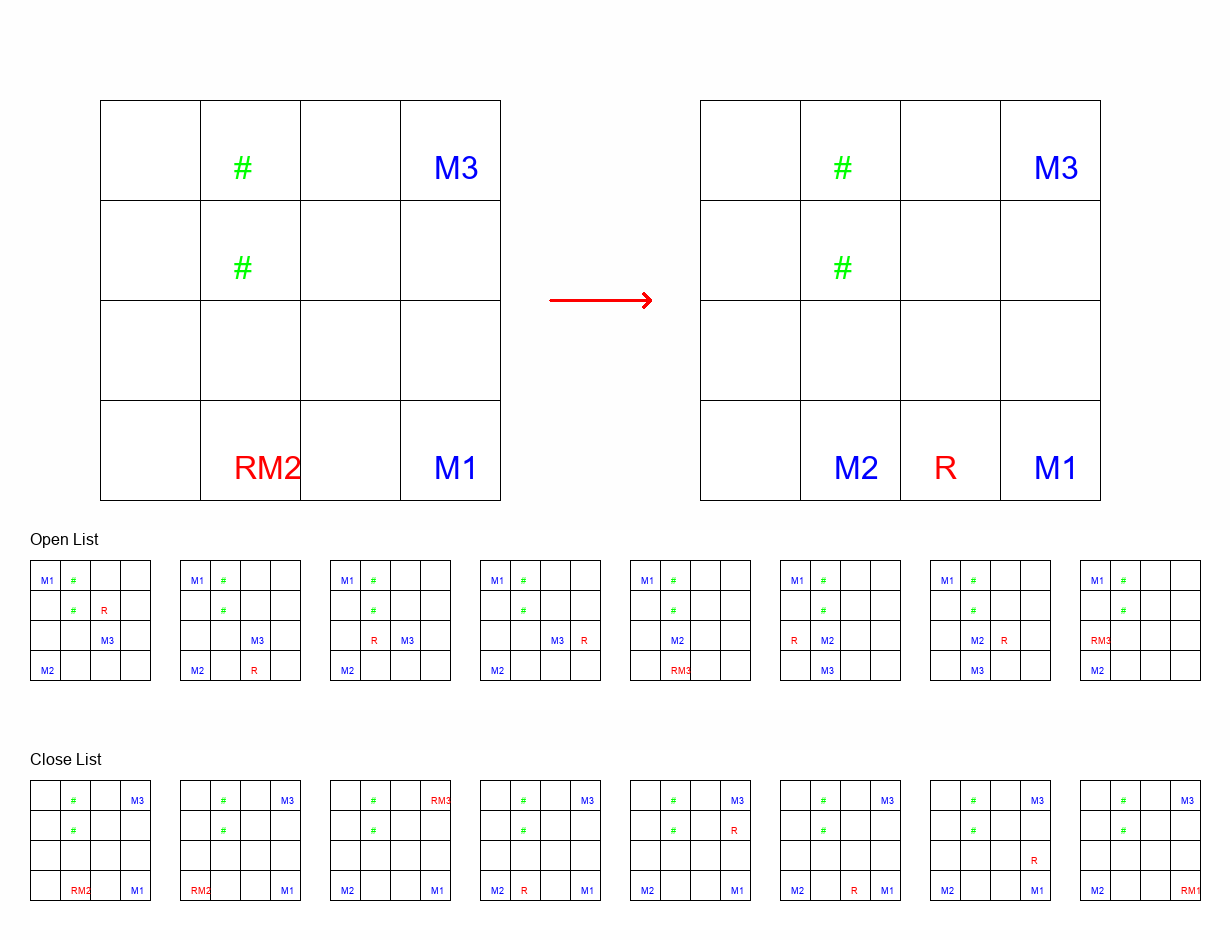 # M3 # M3
# #
RM2 M1 M2 R M1
Open List
M1 # M1 # M1 # M1 # M1 # M1 # M1 # M1 #
# R # # # # # # #
M3 M3 R M3 M3 R M2 R M2 M2 R RM3
M2 M2 R M2 M2 RM3 M3 M3 M2
Close List
# M3 # M3 # RM3 # M3 # M3 # M3 # M3 # M3
# # # # # R # # #
R
RM2 M1 RM2 M1 M2 M1 M2 R M1 M2 M1 M2 R M1 M2 M1 M2 RM1